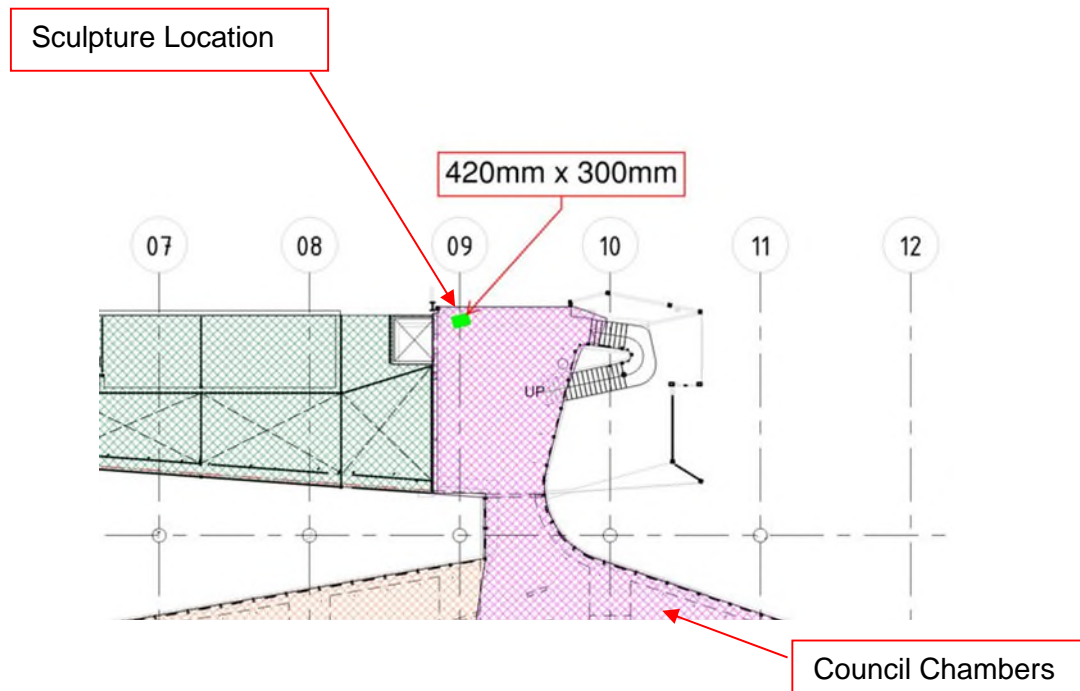 Sculpture Location
420mm x 300mm
07 08 09 10 11 12
UP
Council Chambers